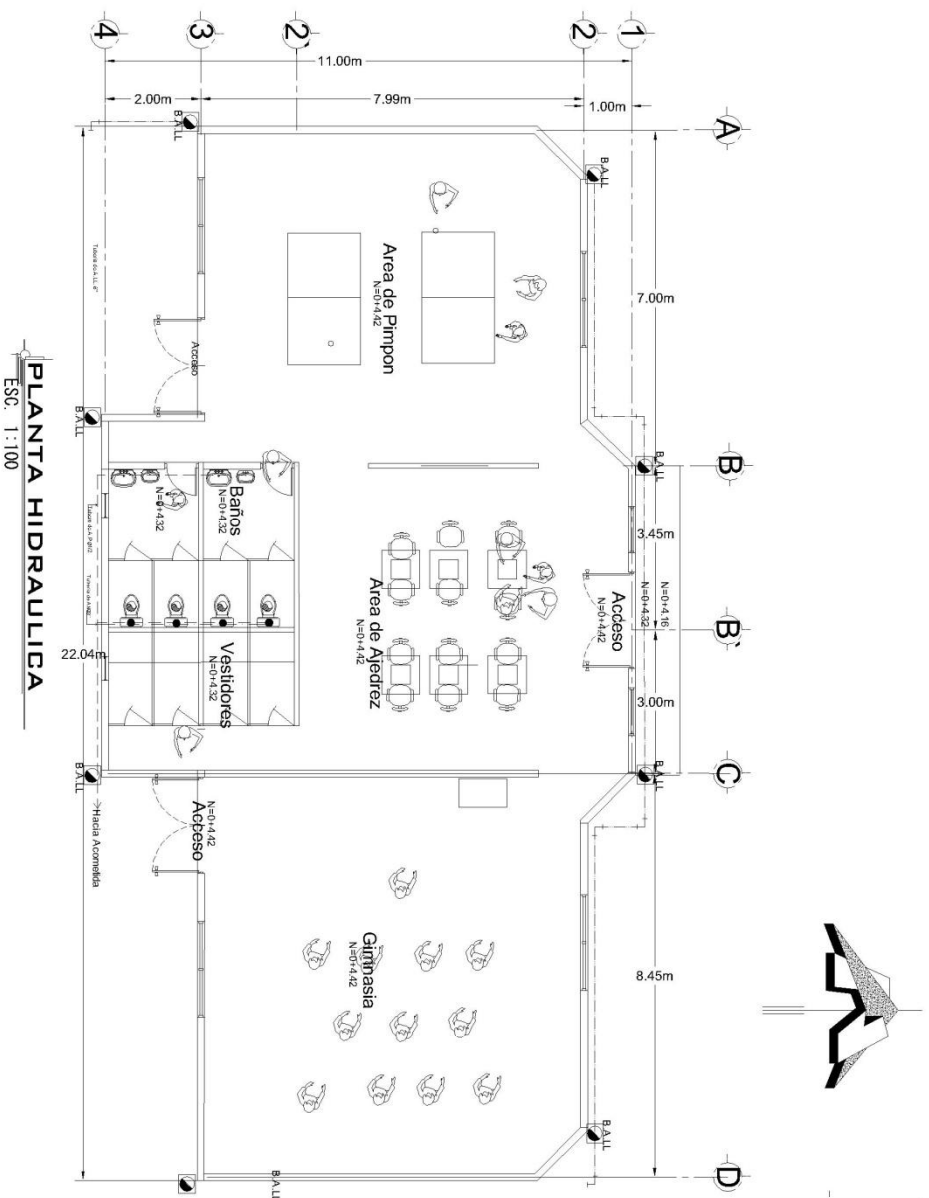 4
3
2'
2
1
11.00m
2.00m
7.99m
1.00m
A
B
B'
C
D
7.00m
3.45m
3.00m
8.45m
22.04m
B.A.LL
B.A.LL
B.A.LL
B.A.LL
B.A.LL
B.A.LL
B.A.LL
B.A.LL
Area de Pimpon
N=0+4.42
Acceso
Baños
N=0+4.32
N=0+4.32
Vestidores
N=0+4.32
Area de Ajedrez
N=0+4.42
Acceso
N=0+4.42
N=0+4.32
N=0+4.16
Acceso
N=0+4.42
Hacia Acometida
Gimnasia
N=0+4.42
PLANTA HIDRAULICA
ESC. 1:100